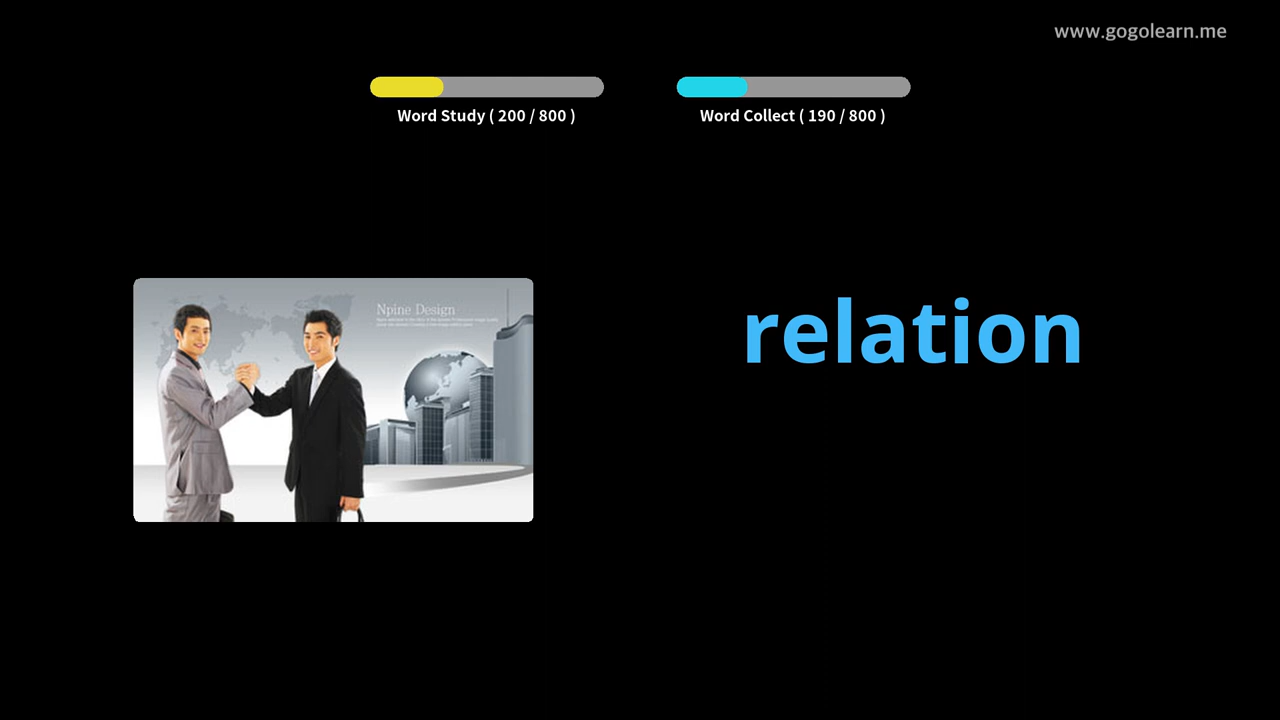 www.gogolearn.me
Word Study ( 200 / 800 )
Word Collect ( 190 / 800 )
Npine Design
relation